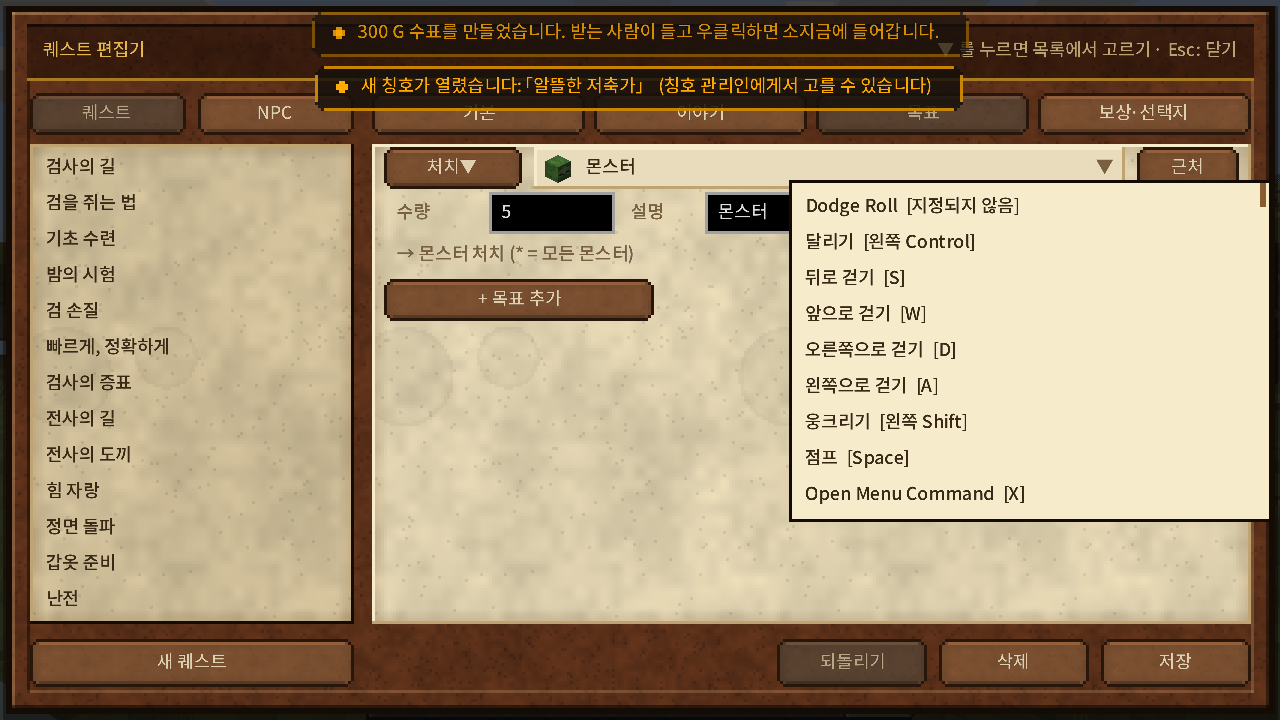 300 G 수표를 만들었습니다. 받는 사람이 들고 우클릭하면 소지금에 들어갑니다.
퀘스트 편집기
▼를 누르면 목록에서 고르기 · Esc: 닫기
새 칭호가 열렸습니다: 「알뜰한 저축가」 (칭호 관리인에게서 고를 수 있습니다)
퀘스트
NPC
기본
이야기
목표
보상·선택지
검사의 길
검을 쥐는 법
기초 수련
밤의 시험
검 손질
빠르게, 정확하게
검사의 증표
전사의 길
전사의 도끼
힘 자랑
정면 돌파
갑옷 준비
난전
처치▼
몬스터
▼
근처
수량
5
설명
몬스터
→ 몬스터 처치 (* = 모든 몬스터)
+ 목표 추가
Dodge Roll [지정되지 않음]
달리기 [왼쪽 Control]
뒤로 걷기 [S]
앞으로 걷기 [W]
오른쪽으로 걷기 [D]
왼쪽으로 걷기 [A]
웅크리기 [왼쪽 Shift]
점프 [Space]
Open Menu Command [X]
새 퀘스트
되돌리기
삭제
저장